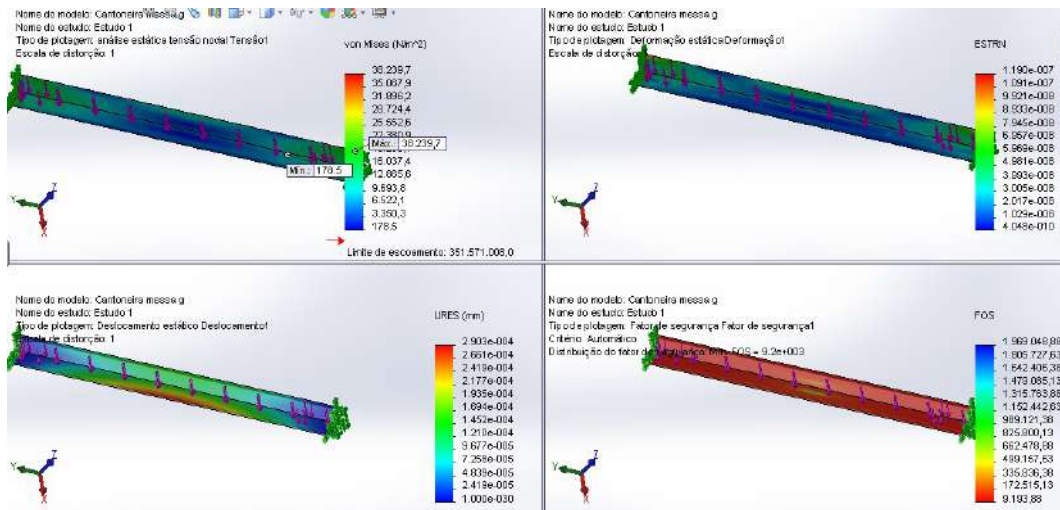 Nome do modelo: Cantoneira messa.g
Nome do estudo: Estudo 1
Tipo de plotagem: análise estática tensão nodal Tensão1
Escala de distorção: 1
von Mises (N/m^2)
38.239,7
35.067,9
31.896,2
28.724,4
25.552,6
22.380,9
16.037,4
12.865,6
9.693,8
6.522,1
3.350,3
178,5
Máx.: 38.239,7
Mín.: 178,5
Limite de escoamento: 351.571.008,0
Y
Z
X
Nome do modelo: Cantoneira messa.g
Nome do estudo: Estudo 1
Tipo de plotagem: Deformação estática Deformação1
Escala de distorção:
ESTRN
1.190e-007
1.091e-007
9.921e-008
8.933e-008
7.945e-008
6.957e-008
5.969e-008
4.981e-008
3.993e-008
3.005e-008
2.017e-008
1.029e-008
4.048e-010
Y
Z
X
Nome do modelo: Cantoneira messa.g
Nome do estudo: Estudo 1
Tipo de plotagem: Deslocamento estático Deslocamento1
Escala de distorção: 1
URES (mm)
2.903e-004
2.661e-004
2.419e-004
2.177e-004
1.935e-004
1.694e-004
1.452e-004
1.210e-004
9.677e-005
7.258e-005
4.839e-005
2.419e-005
1.000e-030
Y
Z
X
Nome do modelo: Cantoneira messa.g
Nome do estudo: Estudo 1
Tipo de plotagem: Fator de segurança Fator de segurança1
Critério: Automático
Distribuição do fator de segurança: FOS = 9.2e+003
FOS
1.969.048,88
1.805.727,63
1.642.406,38
1.479.085,13
1.315.763,88
1.152.442,63
989.121,38
825.800,13
662.478,88
499.157,63
335.836,38
172.515,13
9.193,88
Y
Z
X